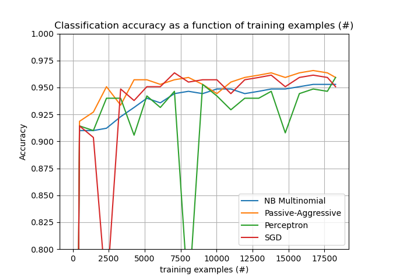 Classification accuracy as a function of training examples (#)
1.000
0.975
0.950
0.925
0.900
0.875
0.850
0.825
0.800
Accuracy
NB Multinomial
Passive-Aggressive
Perceptron
SGD
0 2500 5000 7500 10000 12500 15000 17500
training examples (#)